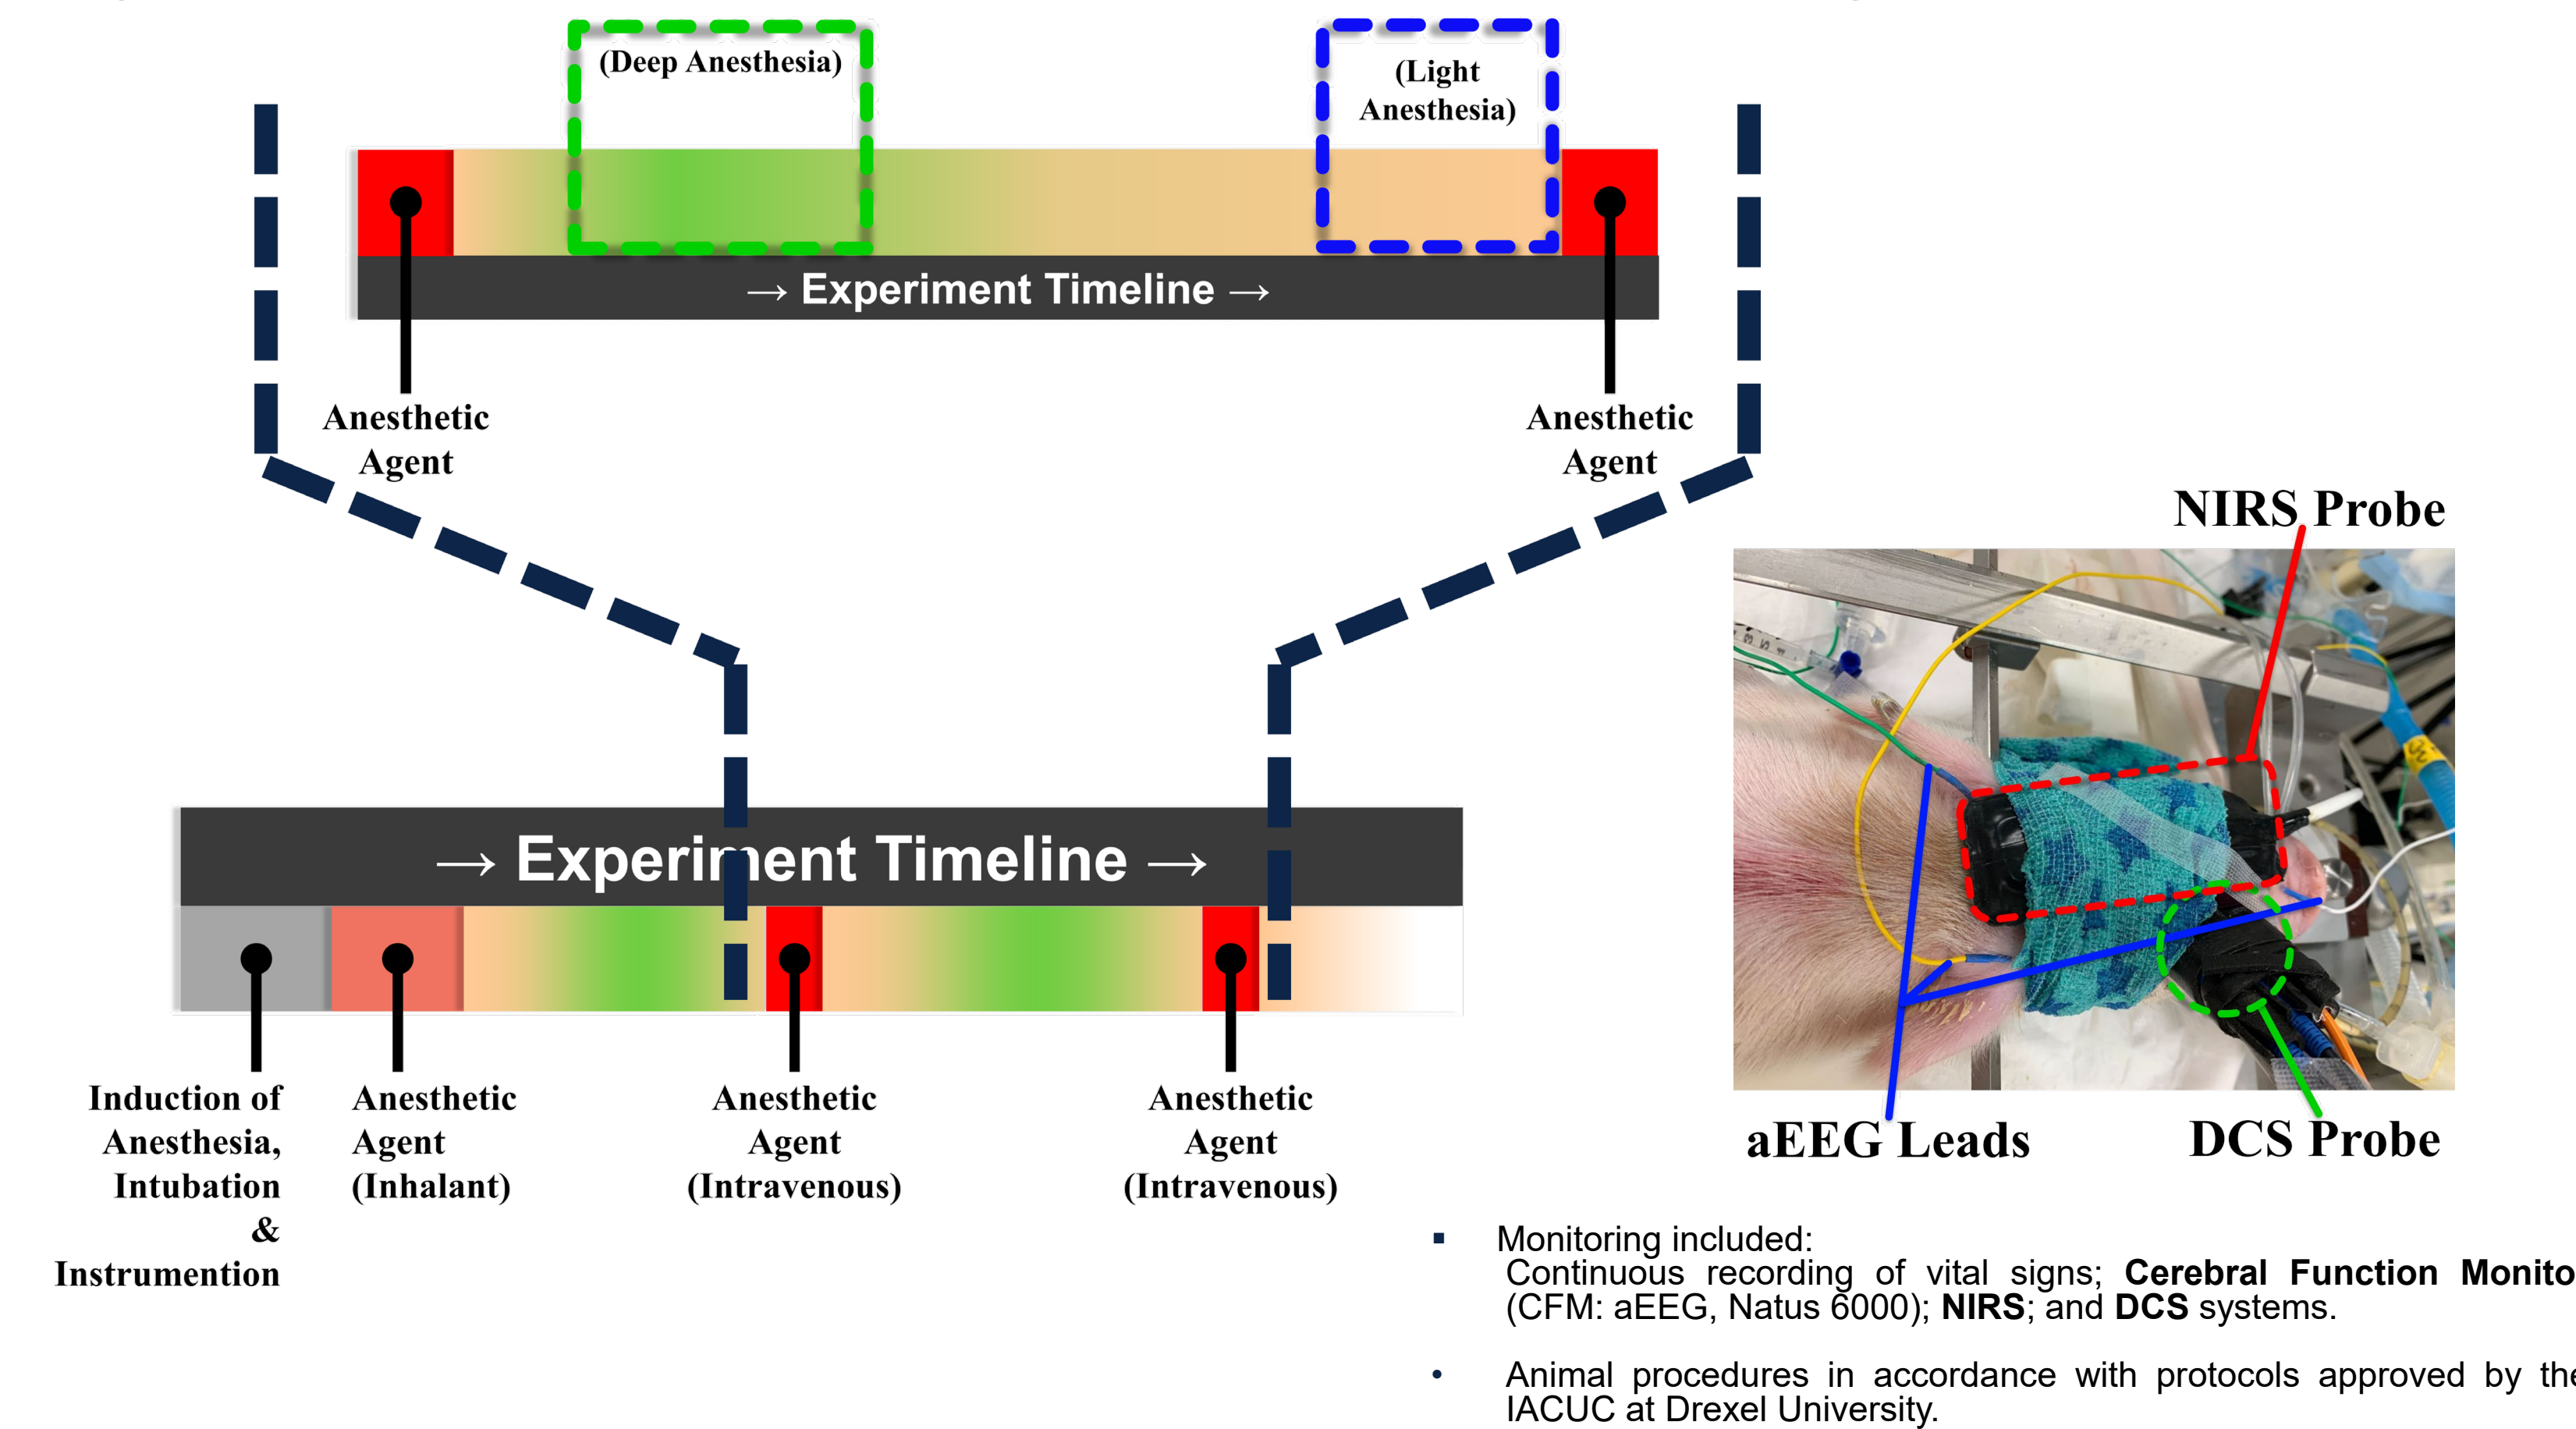 (Deep Anesthesia)
(Light
Anesthesia)
→ Experiment Timeline →
Anesthetic
Agent
Anesthetic
Agent
NIRS Probe
→ Experiment Timeline →
Induction of
Anesthesia,
Intubation
&
Instrumention
Anesthetic
Agent
(Inhalant)
Anesthetic
Agent
(Intravenous)
Anesthetic
Agent
(Intravenous)
aEEG Leads
DCS Probe
▪ Monitoring included:
Continuous recording of vital signs; Cerebral Function Monito
(CFM: aEEG, Natus 6000); NIRS; and DCS systems.
• Animal procedures in accordance with protocols approved by the
IACUC at Drexel University.